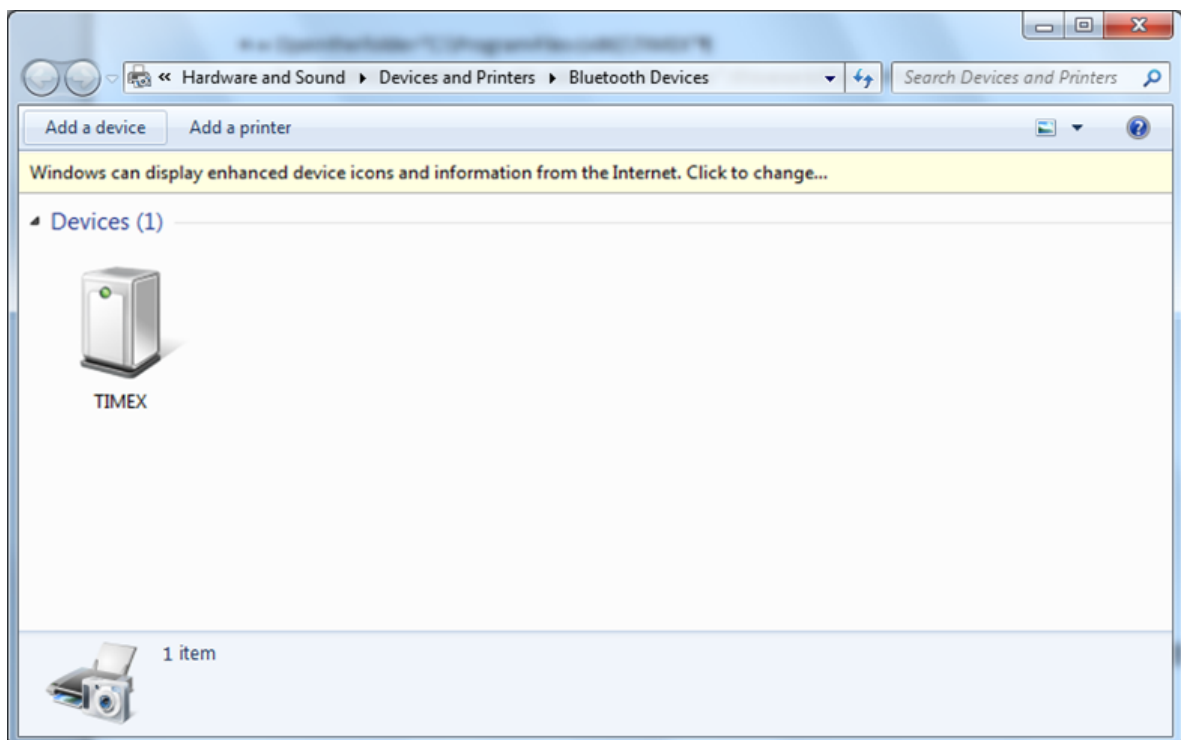 « Hardware and Sound ▸ Devices and Printers ▸ Bluetooth Devices
Search Devices and Printers
Add a device Add a printer
Windows can display enhanced device icons and information from the Internet. Click to change...
Devices (1)
TIMEX
1 item